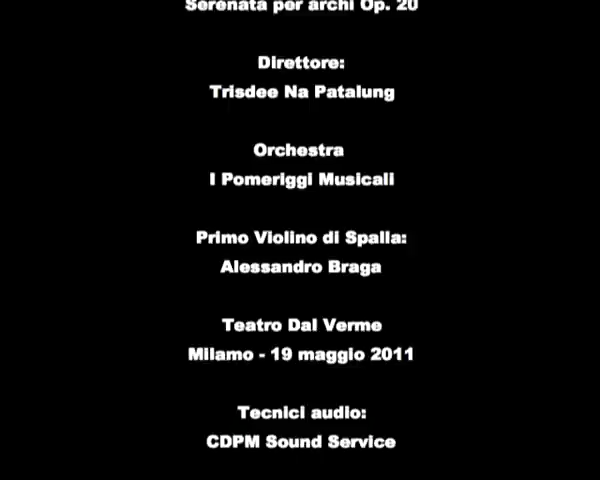 Serenata per archi Op. 20
Direttore:
Trisdee Na Patalung
Orchestra
I Pomeriggi Musicali
Primo Violino di Spalla:
Alessandro Braga
Teatro Dal Verme
Milamo - 19 maggio 2011
Tecnici audio:
CDPM Sound Service